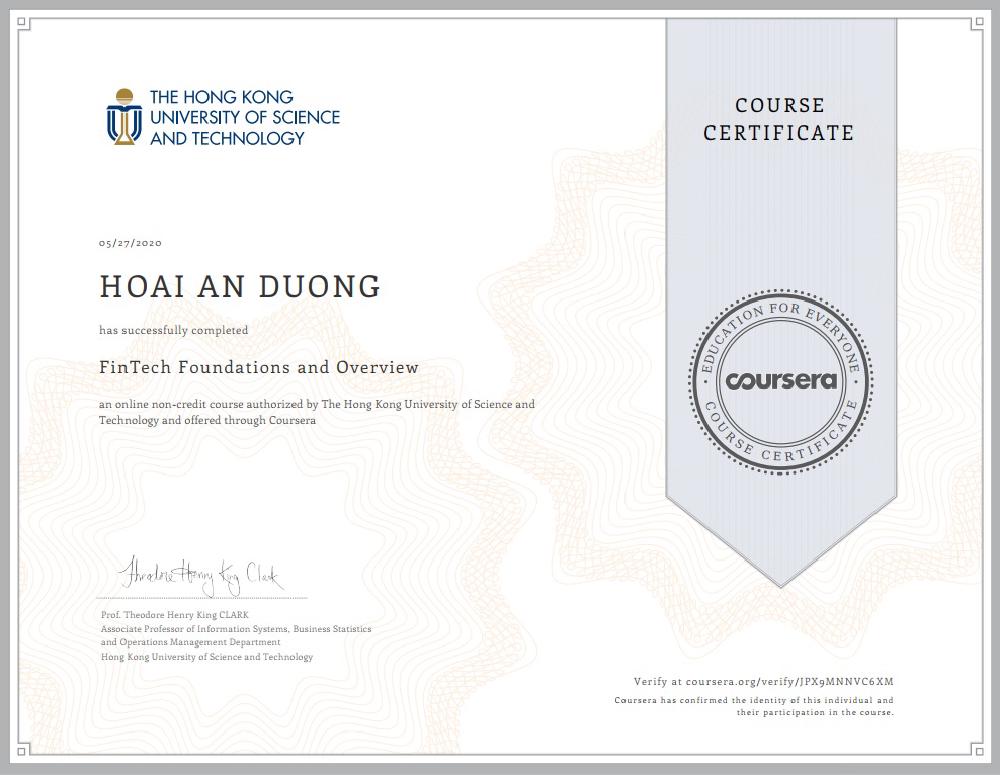 THE HONG KONG
UNIVERSITY OF SCIENCE
AND TECHNOLOGY
COURSE
CERTIFICATE
05/27/2020
HOAI AN DUONG
has successfully completed
FinTech Foundations and Overview
an online non-credit course authorized by The Hong Kong University of Science and
Technology and offered through Coursera
EDUCATION FOR EVERYONE
coursera
COURSE CERTIFICATE
Theodore Henry King Clark
Prof. Theodore Henry King CLARK
Associate Professor of Information Systems, Business Statistics
and Operations Management Department
Hong Kong University of Science and Technology
Verify at coursera.org/verify/JPX9MNNVC6XM
Coursera has confirmed the identity of this individual and
their participation in the course.